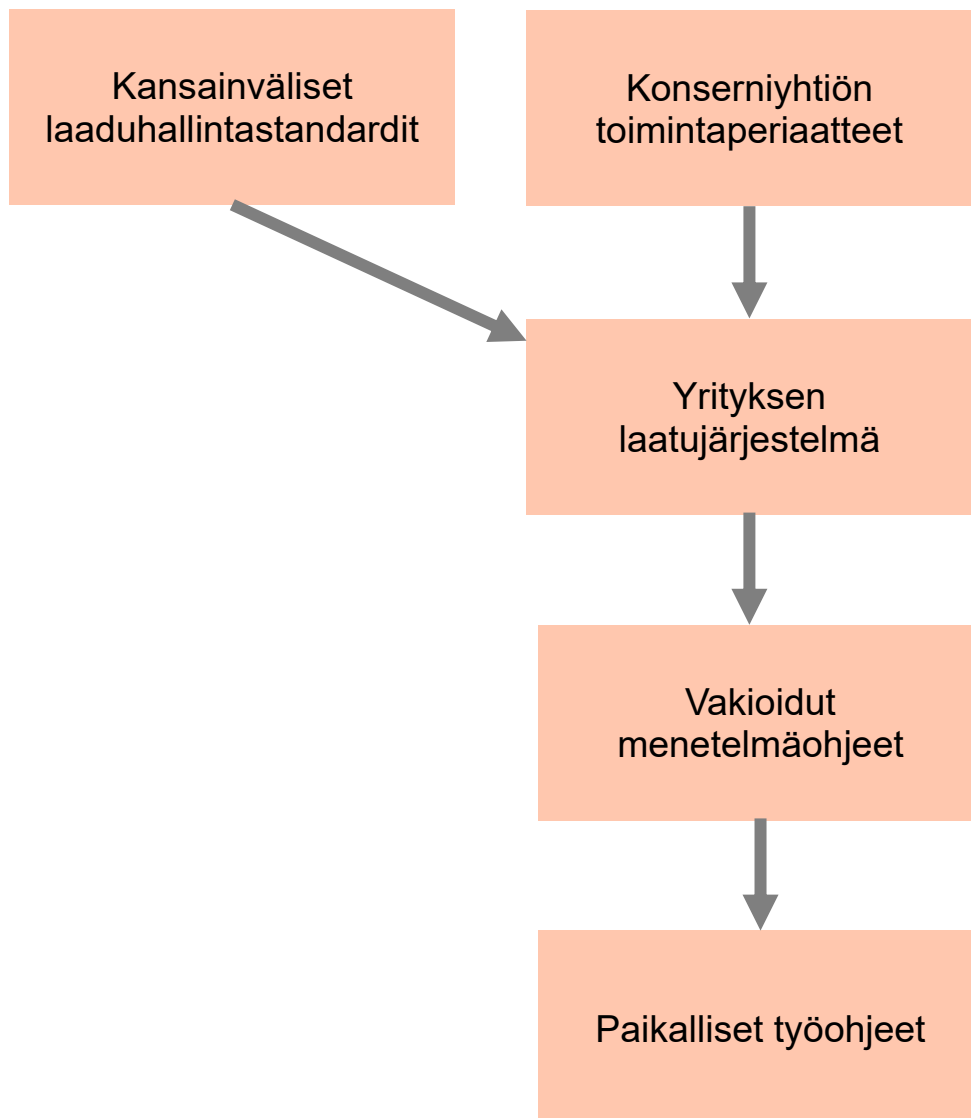 Kansainväliset
laaduhallintastandardit
Konserniyhtiön
toimintaperiaatteet
Yrityksen
laatujärjestelmä
Vakioidut
menetelmäohjeet
Paikalliset työohjeet